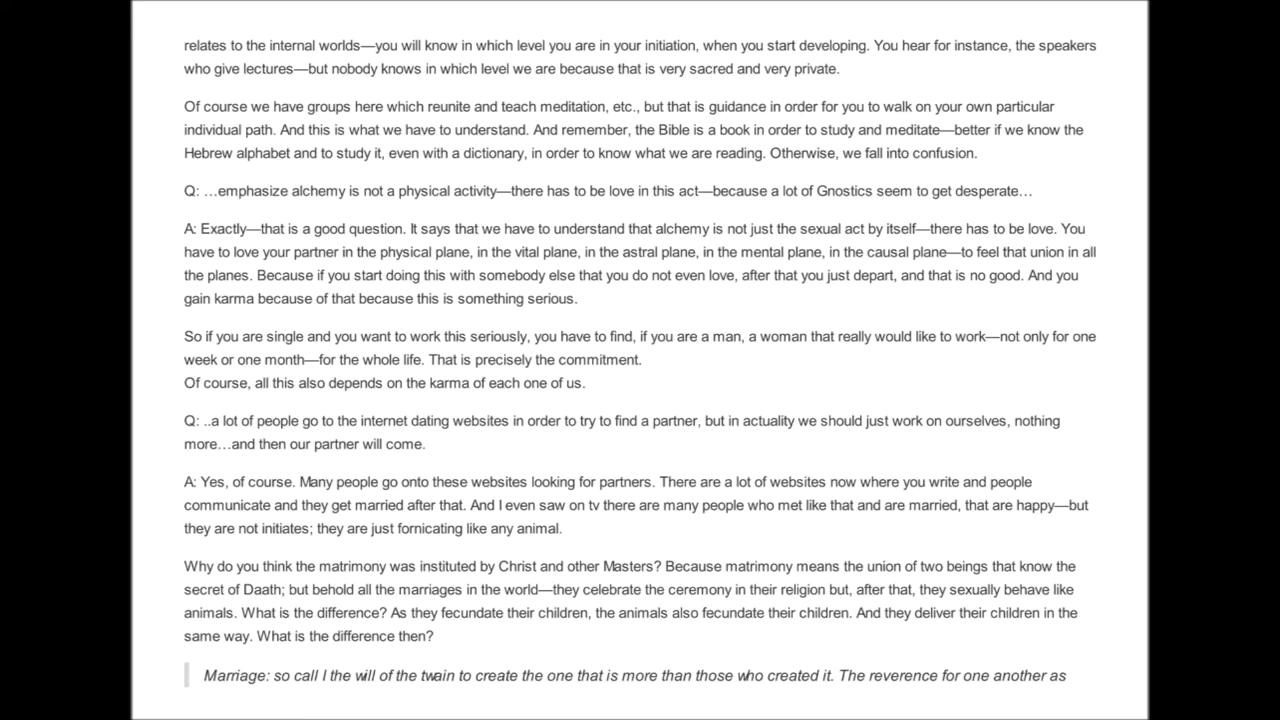 relates to the internal worlds—you will know in which level you are in your initiation, when you start developing. You hear for instance, the speakers
who give lectures—but nobody knows in which level we are because that is very sacred and very private.
Of course we have groups here which reunite and teach meditation, etc., but that is guidance in order for you to walk on your own particular
individual path. And this is what we have to understand. And remember, the Bible is a book in order to study and meditate—better if we know the
Hebrew alphabet and to study it, even with a dictionary, in order to know what we are reading. Otherwise, we fall into confusion.
Q: …emphasize alchemy is not a physical activity—there has to be love in this act—because a lot of Gnostics seem to get desperate…
A: Exactly—that is a good question. It says that we have to understand that alchemy is not just the sexual act by itself—there has to be love. You
have to love your partner in the physical plane, in the vital plane, in the astral plane, in the mental plane, in the causal plane—to feel that union in all
the planes. Because if you start doing this with somebody else that you do not even love, after that you just depart, and that is no good. And you
gain karma because of that because this is something serious.
So if you are single and you want to work this seriously, you have to find, if you are a man, a woman that really would like to work—not only for one
week or one month—for the whole life. That is precisely the commitment.
Of course, all this also depends on the karma of each one of us.
Q: ..a lot of people go to the internet dating websites in order to try to find a partner, but in actuality we should just work on ourselves, nothing
more…and then our partner will come.
A: Yes, of course. Many people go onto these websites looking for partners. There are a lot of websites now where you write and people
communicate and they get married after that. And I even saw on tv there are many people who met like that and are married, that are happy—but
they are not initiates; they are just fornicating like any animal.
Why do you think the matrimony was instituted by Christ and other Masters? Because matrimony means the union of two beings that know the
secret of Daath; but behold all the marriages in the world—they celebrate the ceremony in their religion but, after that, they sexually behave like
animals. What is the difference? As they fecundate their children, the animals also fecundate their children. And they deliver their children in the
same way. What is the difference then?
Marriage: so call I the will of the twain to create the one that is more than those who created it. The reverence for one another as